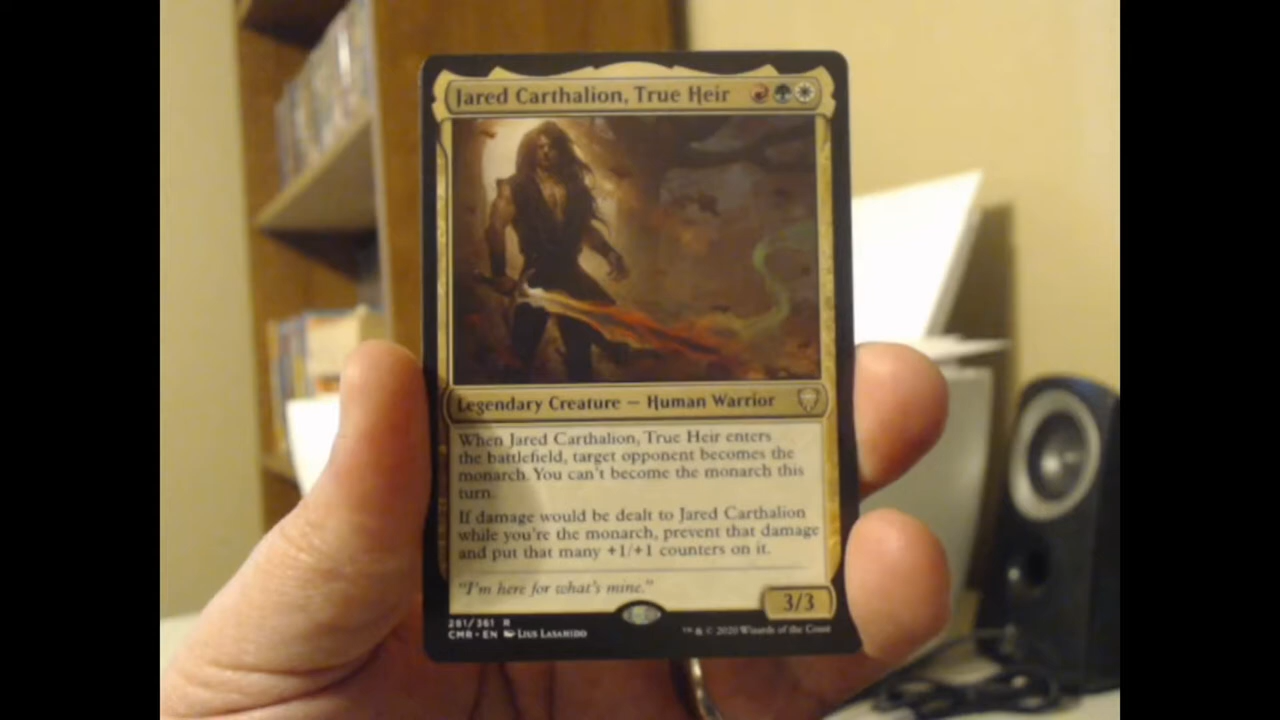 Jared Carthalion, True Heir
Legendary Creature — Human Warrior
When Jared Carthalion, True Heir enters
the battlefield, target opponent becomes the
monarch. You can't become the monarch this
turn.
If damage would be dealt to Jared Carthalion
while you're the monarch, prevent that damage
and put that many +1/+1 counters on it.
"I'm here for what's mine."
3/3
281/361 R
CMR • EN Lius Lasahido
™ & © 2020 Wizards of the Coast